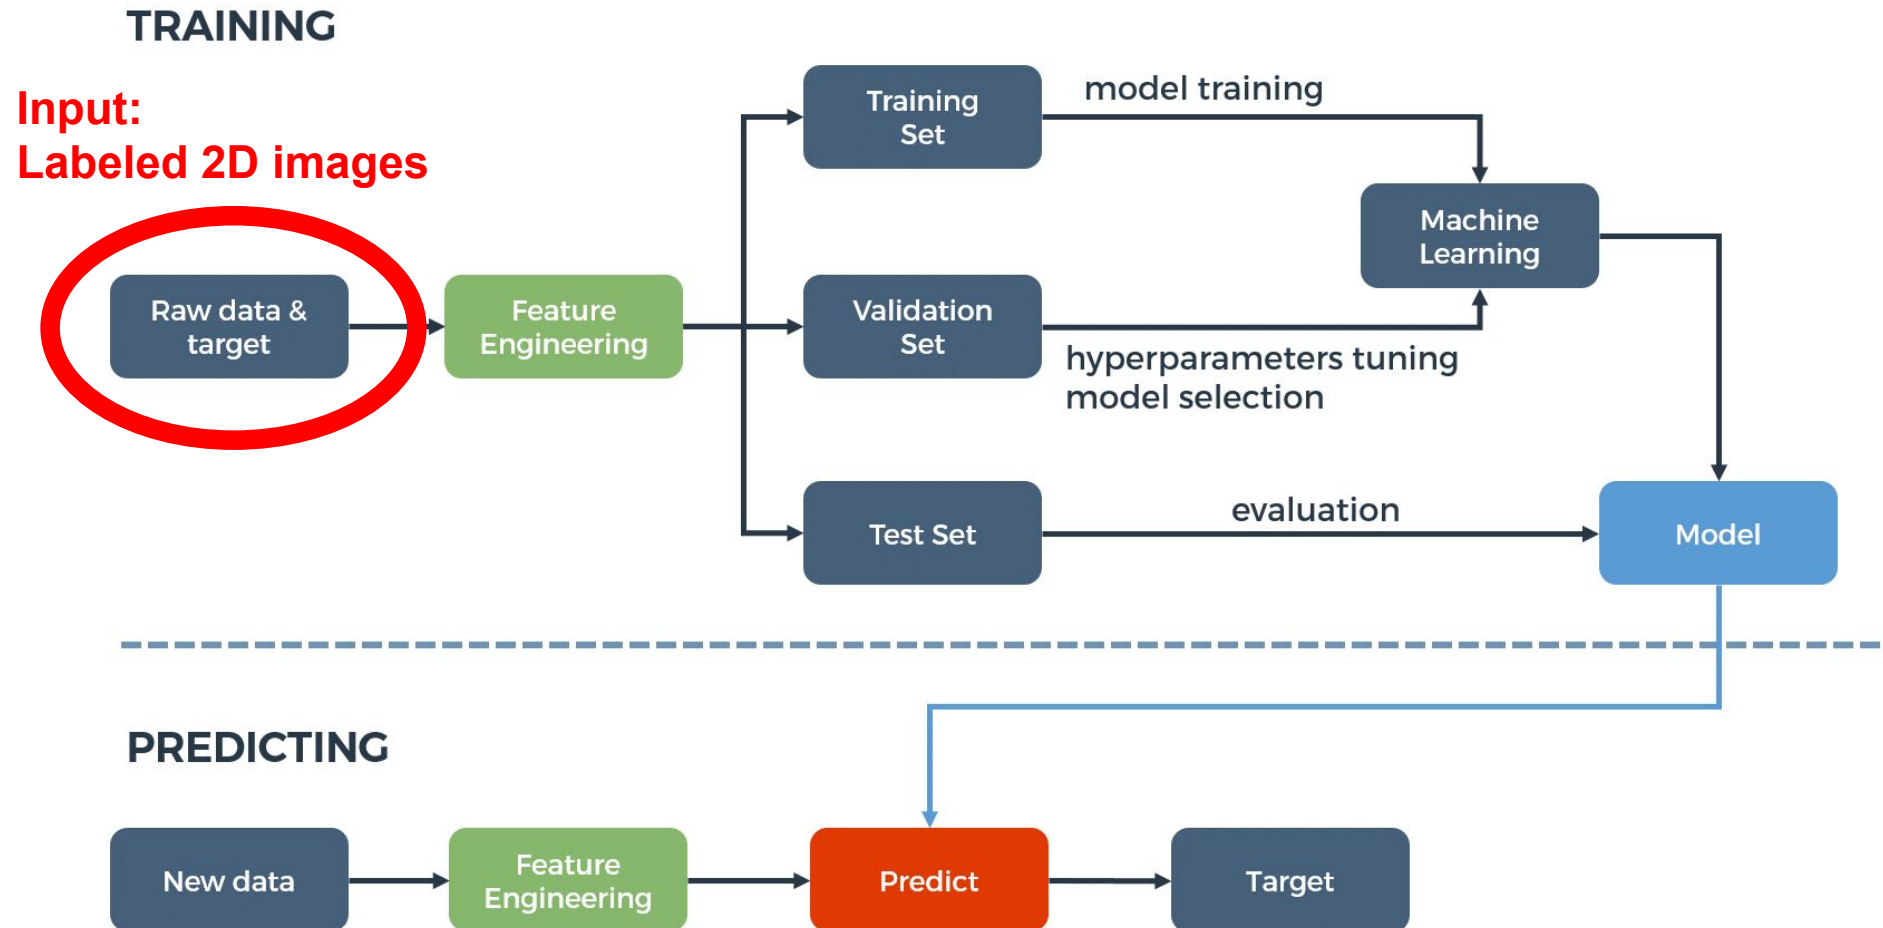 TRAINING
Input:
Labeled 2D images
Raw data &
target
Feature
Engineering
Training
Set
model training
Validation
Set
hyperparameters tuning
model selection
Machine
Learning
Test Set
evaluation
Model
PREDICTING
New data
Feature
Engineering
Predict
Target